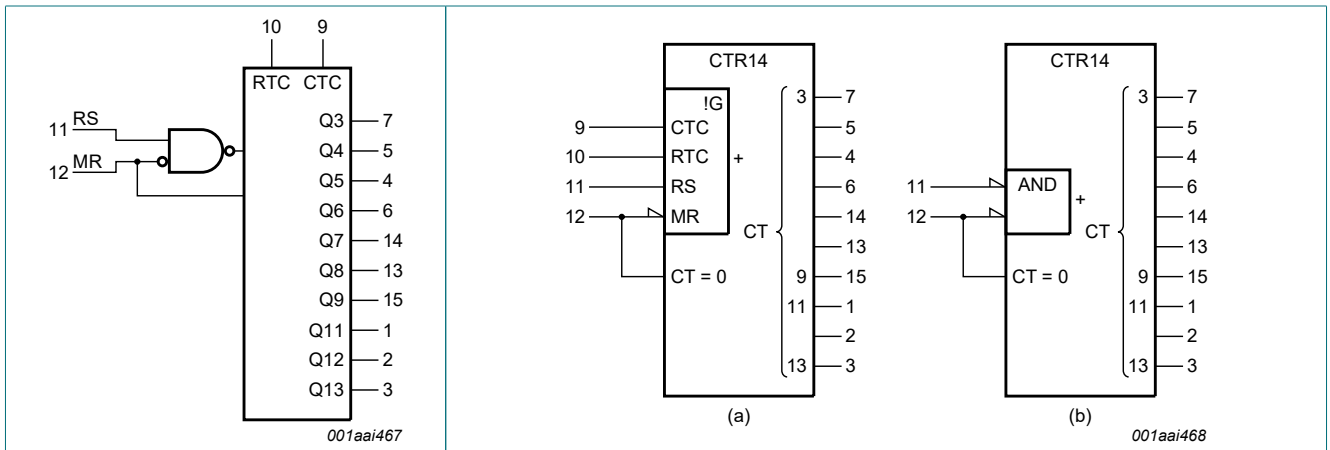 10 9
RTC CTC
11 RS
12 MR
Q3 7
Q4 5
Q5 4
Q6 6
Q7 14
Q8 13
Q9 15
Q11 1
Q12 2
Q13 3
001aai467
CTR14
!G
9 CTC
10 RTC
11 RS
12 MR
+
CT = 0
CT
3 7
5
4
6
14
13
9 15
11 1
2
13 3
(a)
CTR14
11 AND
12
+
CT = 0
CT
3 7
5
4
6
14
13
9 15
11 1
2
13 3
(b)
001aai468